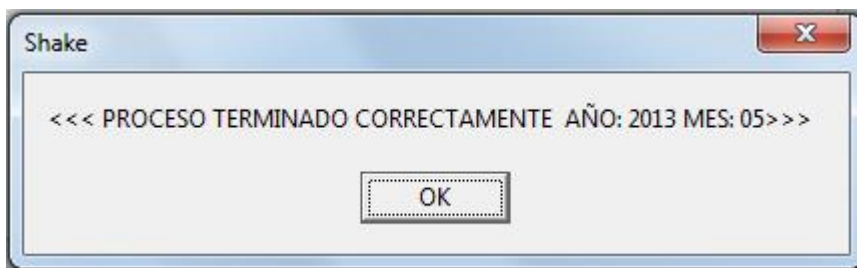 Shake
<<< PROCESO TERMINADO CORRECTAMENTE  AÑO: 2013 MES: 05>>>
OK